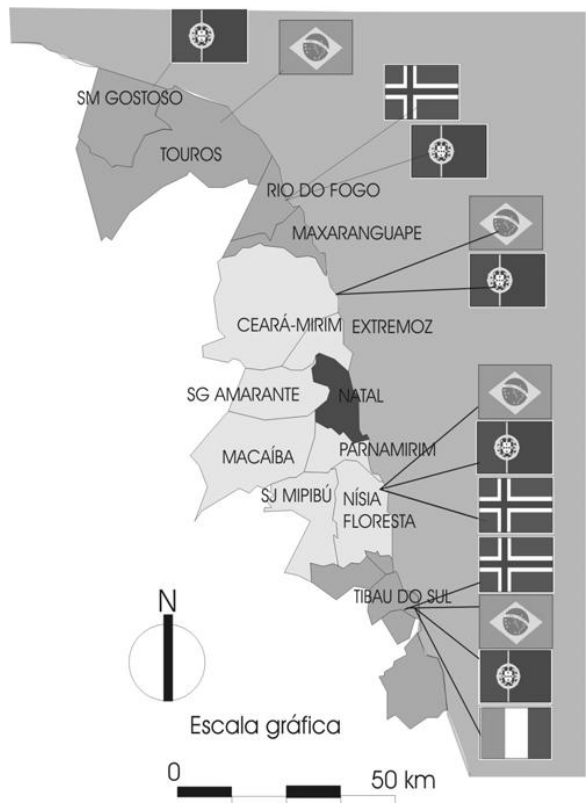 SM GOSTOSO
TOUROS
RIO DO FOGO
MAXARANGUAPE
CEARÁ-MIRIM
EXTREMOZ
SG AMARANTE
NATAL
PARNAMIRIM
MACAÍBA
SJ MIPIBÚ
NÍSIA
FLORESTA
TIBAU DO SUL
N
Escala gráfica
0
50 km